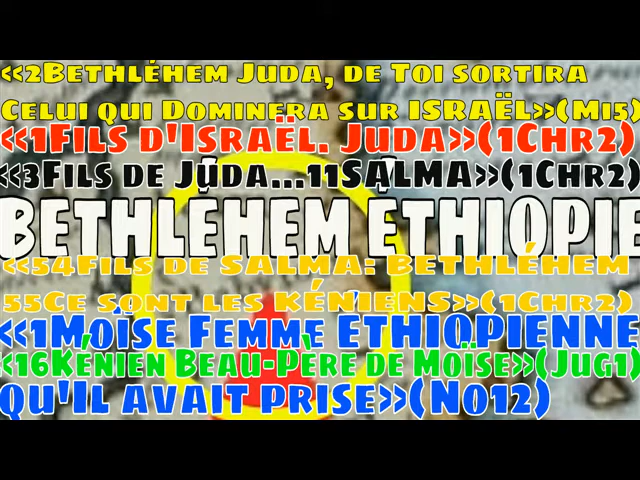 «2Bethléhem Juda, de Toi sortira
Celui qui Dominera sur ISRAËL»(Mi5)
«1Fils d'Israël. Juda»(1Chr2)
«3Fils de Juda...11SALMA»(1Chr2)
BETHLÉHEM ÉTHIOPIE
«54Fils de SALMA: BETHLÉHEM
55Ce sont les KÉNIENS»(1Chr2)
«1Moïse Femme ETHIOPIENNE
«16Kénien Beau-Père de Moïse»(Jug1)
qu'Il avait prise»(No12)